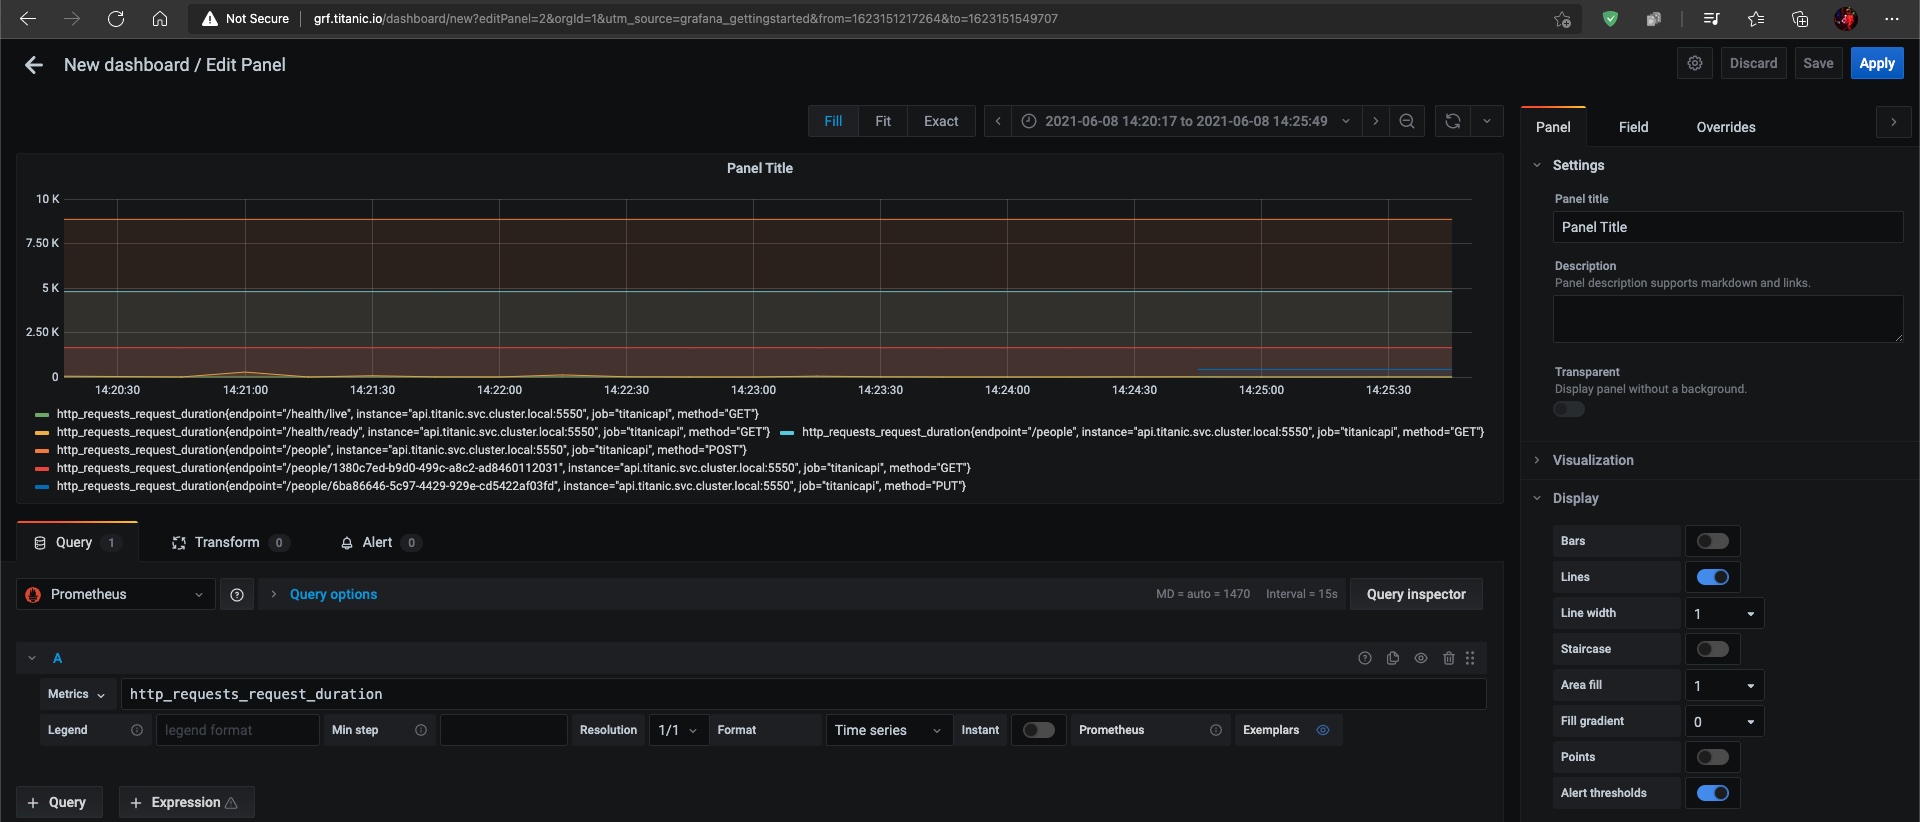 Not Secure grf.titanic.io/dashboard/new?editPanel=2&orgId=1&utm_source=grafana_gettingstarted&from=1623151217264&to=1623151549707
New dashboard / Edit Panel
Discard Save Apply
Fill Fit Exact 2021-06-08 14:20:17 to 2021-06-08 14:25:49
Panel Field Overrides
Panel Title
10 K
7.50 K
5 K
2.50 K
0
14:20:30 14:21:00 14:21:30 14:22:00 14:22:30 14:23:00 14:23:30 14:24:00 14:24:30 14:25:00 14:25:30
http_requests_request_duration{endpoint="/health/live", instance="api.titanic.svc.cluster.local:5550", job="titanicapi", method="GET"}
http_requests_request_duration{endpoint="/health/ready", instance="api.titanic.svc.cluster.local:5550", job="titanicapi", method="GET"} http_requests_request_duration{endpoint="/people", instance="api.titanic.svc.cluster.local:5550", job="titanicapi", method="GET"}
http_requests_request_duration{endpoint="/people", instance="api.titanic.svc.cluster.local:5550", job="titanicapi", method="POST"}
http_requests_request_duration{endpoint="/people/1380c7ed-b9d0-499c-a8c2-ad8460112031", instance="api.titanic.svc.cluster.local:5550", job="titanicapi", method="GET"}
http_requests_request_duration{endpoint="/people/6ba86646-5c97-4429-929e-cd5422af03fd", instance="api.titanic.svc.cluster.local:5550", job="titanicapi", method="PUT"}
Query 1 Transform 0 Alert 0
Prometheus Query options MD = auto = 1470 Interval = 15s Query inspector
A
Metrics http_requests_request_duration
Legend legend format Min step Resolution 1/1 Format Time series Instant Prometheus Exemplars
+ Query + Expression
Settings
Panel title
Panel Title
Description
Panel description supports markdown and links.
Transparent
Display panel without a background.
Visualization
Display
Bars
Lines
Line width 1
Staircase
Area fill 1
Fill gradient 0
Points
Alert thresholds